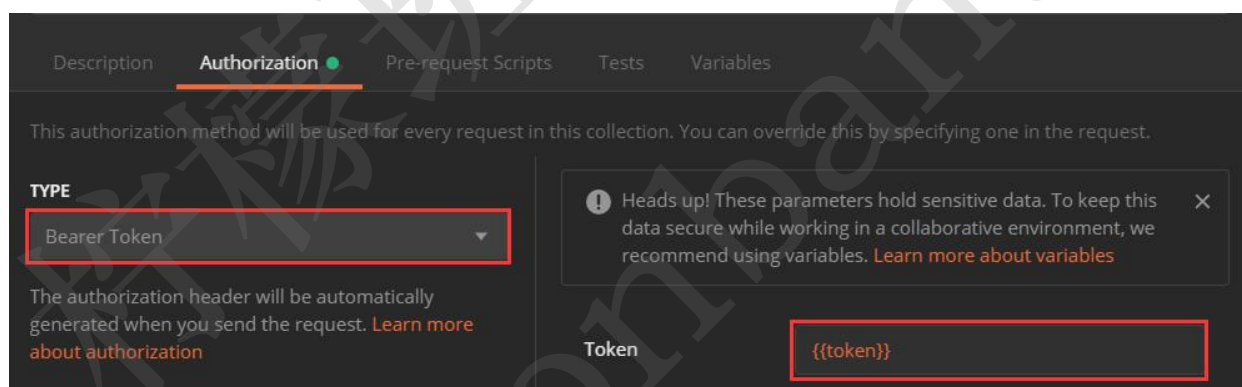 Description Authorization Pre-request Scripts Tests Variables
This authorization method will be used for every request in this collection. You can override this by specifying one in the request.
TYPE
Bearer Token
The authorization header will be automatically
generated when you send the request. Learn more
about authorization
Heads up! These parameters hold sensitive data. To keep this
data secure while working in a collaborative environment, we
recommend using variables. Learn more about variables
Token
{{token}}